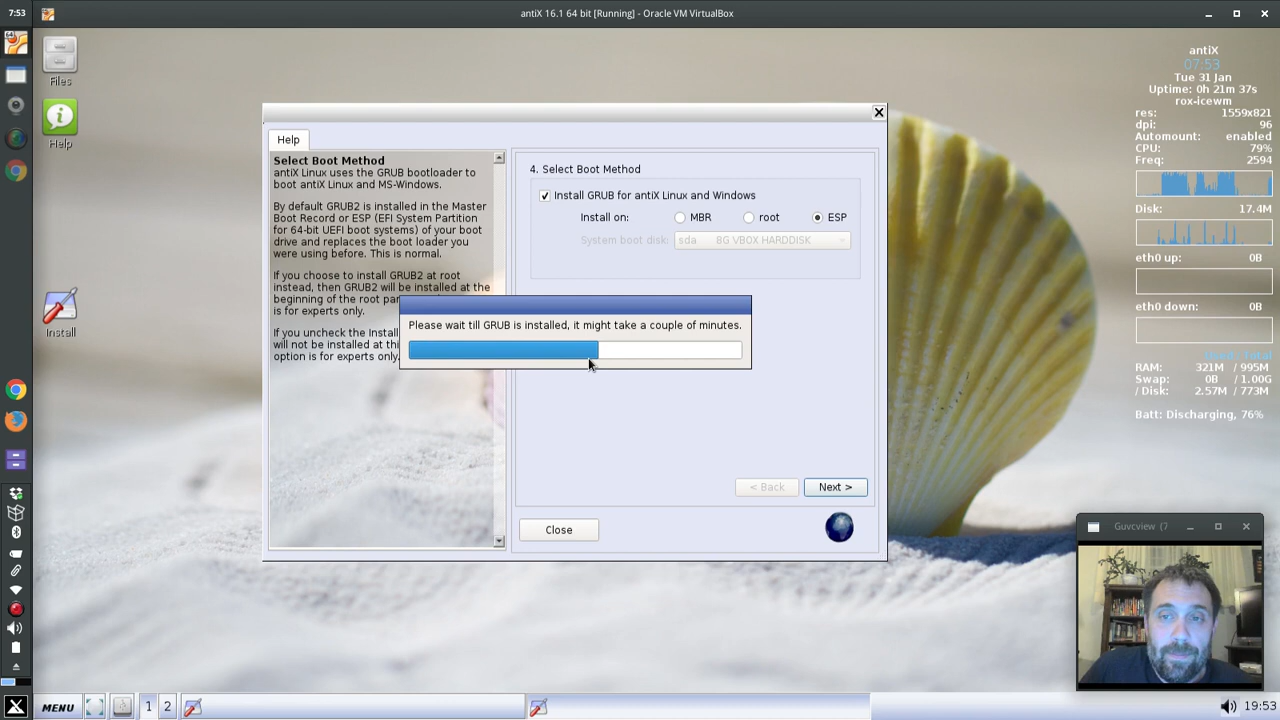 7:53
antiX 16.1 64 bit [Running] - Oracle VM VirtualBox
Files
Help
Install
antiX
07:53
Tue 31 Jan
Uptime: 0h 21m 37s
rox-icewm
res: 1559x821
dpi: 96
Automount: enabled
CPU: 79%
Freq: 2594
Disk: 17.4M
eth0 up: 0B
eth0 down: 0B
Used Total
RAM: 321M / 995M
Swap: 0B / 1.00G
/ Disk: 2.57M / 773M
Batt: Discharging, 76%
Help
Select Boot Method
antiX Linux uses the GRUB bootloader to
boot antiX Linux and MS-Windows.
By default GRUB2 is installed in the Master
Boot Record or ESP (EFI System Partition
for 64-bit UEFI boot systems) of your boot
drive and replaces the boot loader you
were using before. This is normal.
If you choose to install GRUB2 at root
instead, then GRUB2 will be installed at the
beginning of the root par
is for experts only.
If you uncheck the Install
will not be installed at thi
option is for experts only.
4. Select Boot Method
Install GRUB for antiX Linux and Windows
Install on: MBR root ESP
System boot disk: sda 8G VBOX HARDDISK
Please wait till GRUB is installed, it might take a couple of minutes.
< Back Next >
Close
Guvcview (7
MENU 1 2
19:53